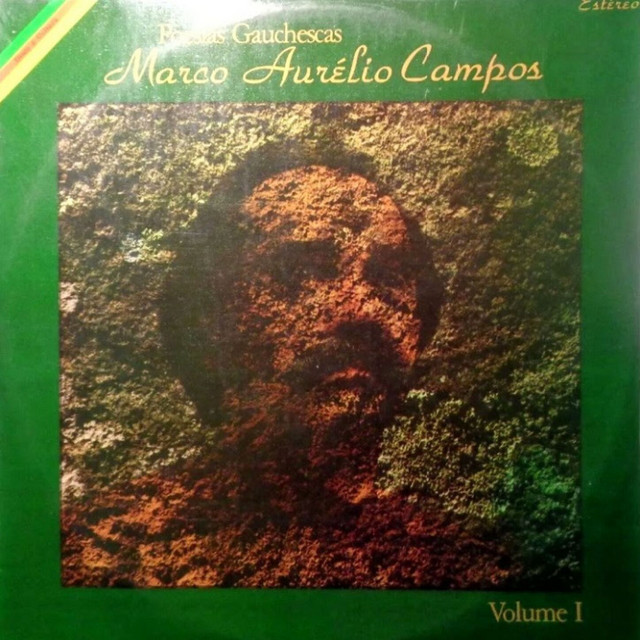 Estéreo
Poesias Gauchescas
Marco Aurélio Campos
Volume I